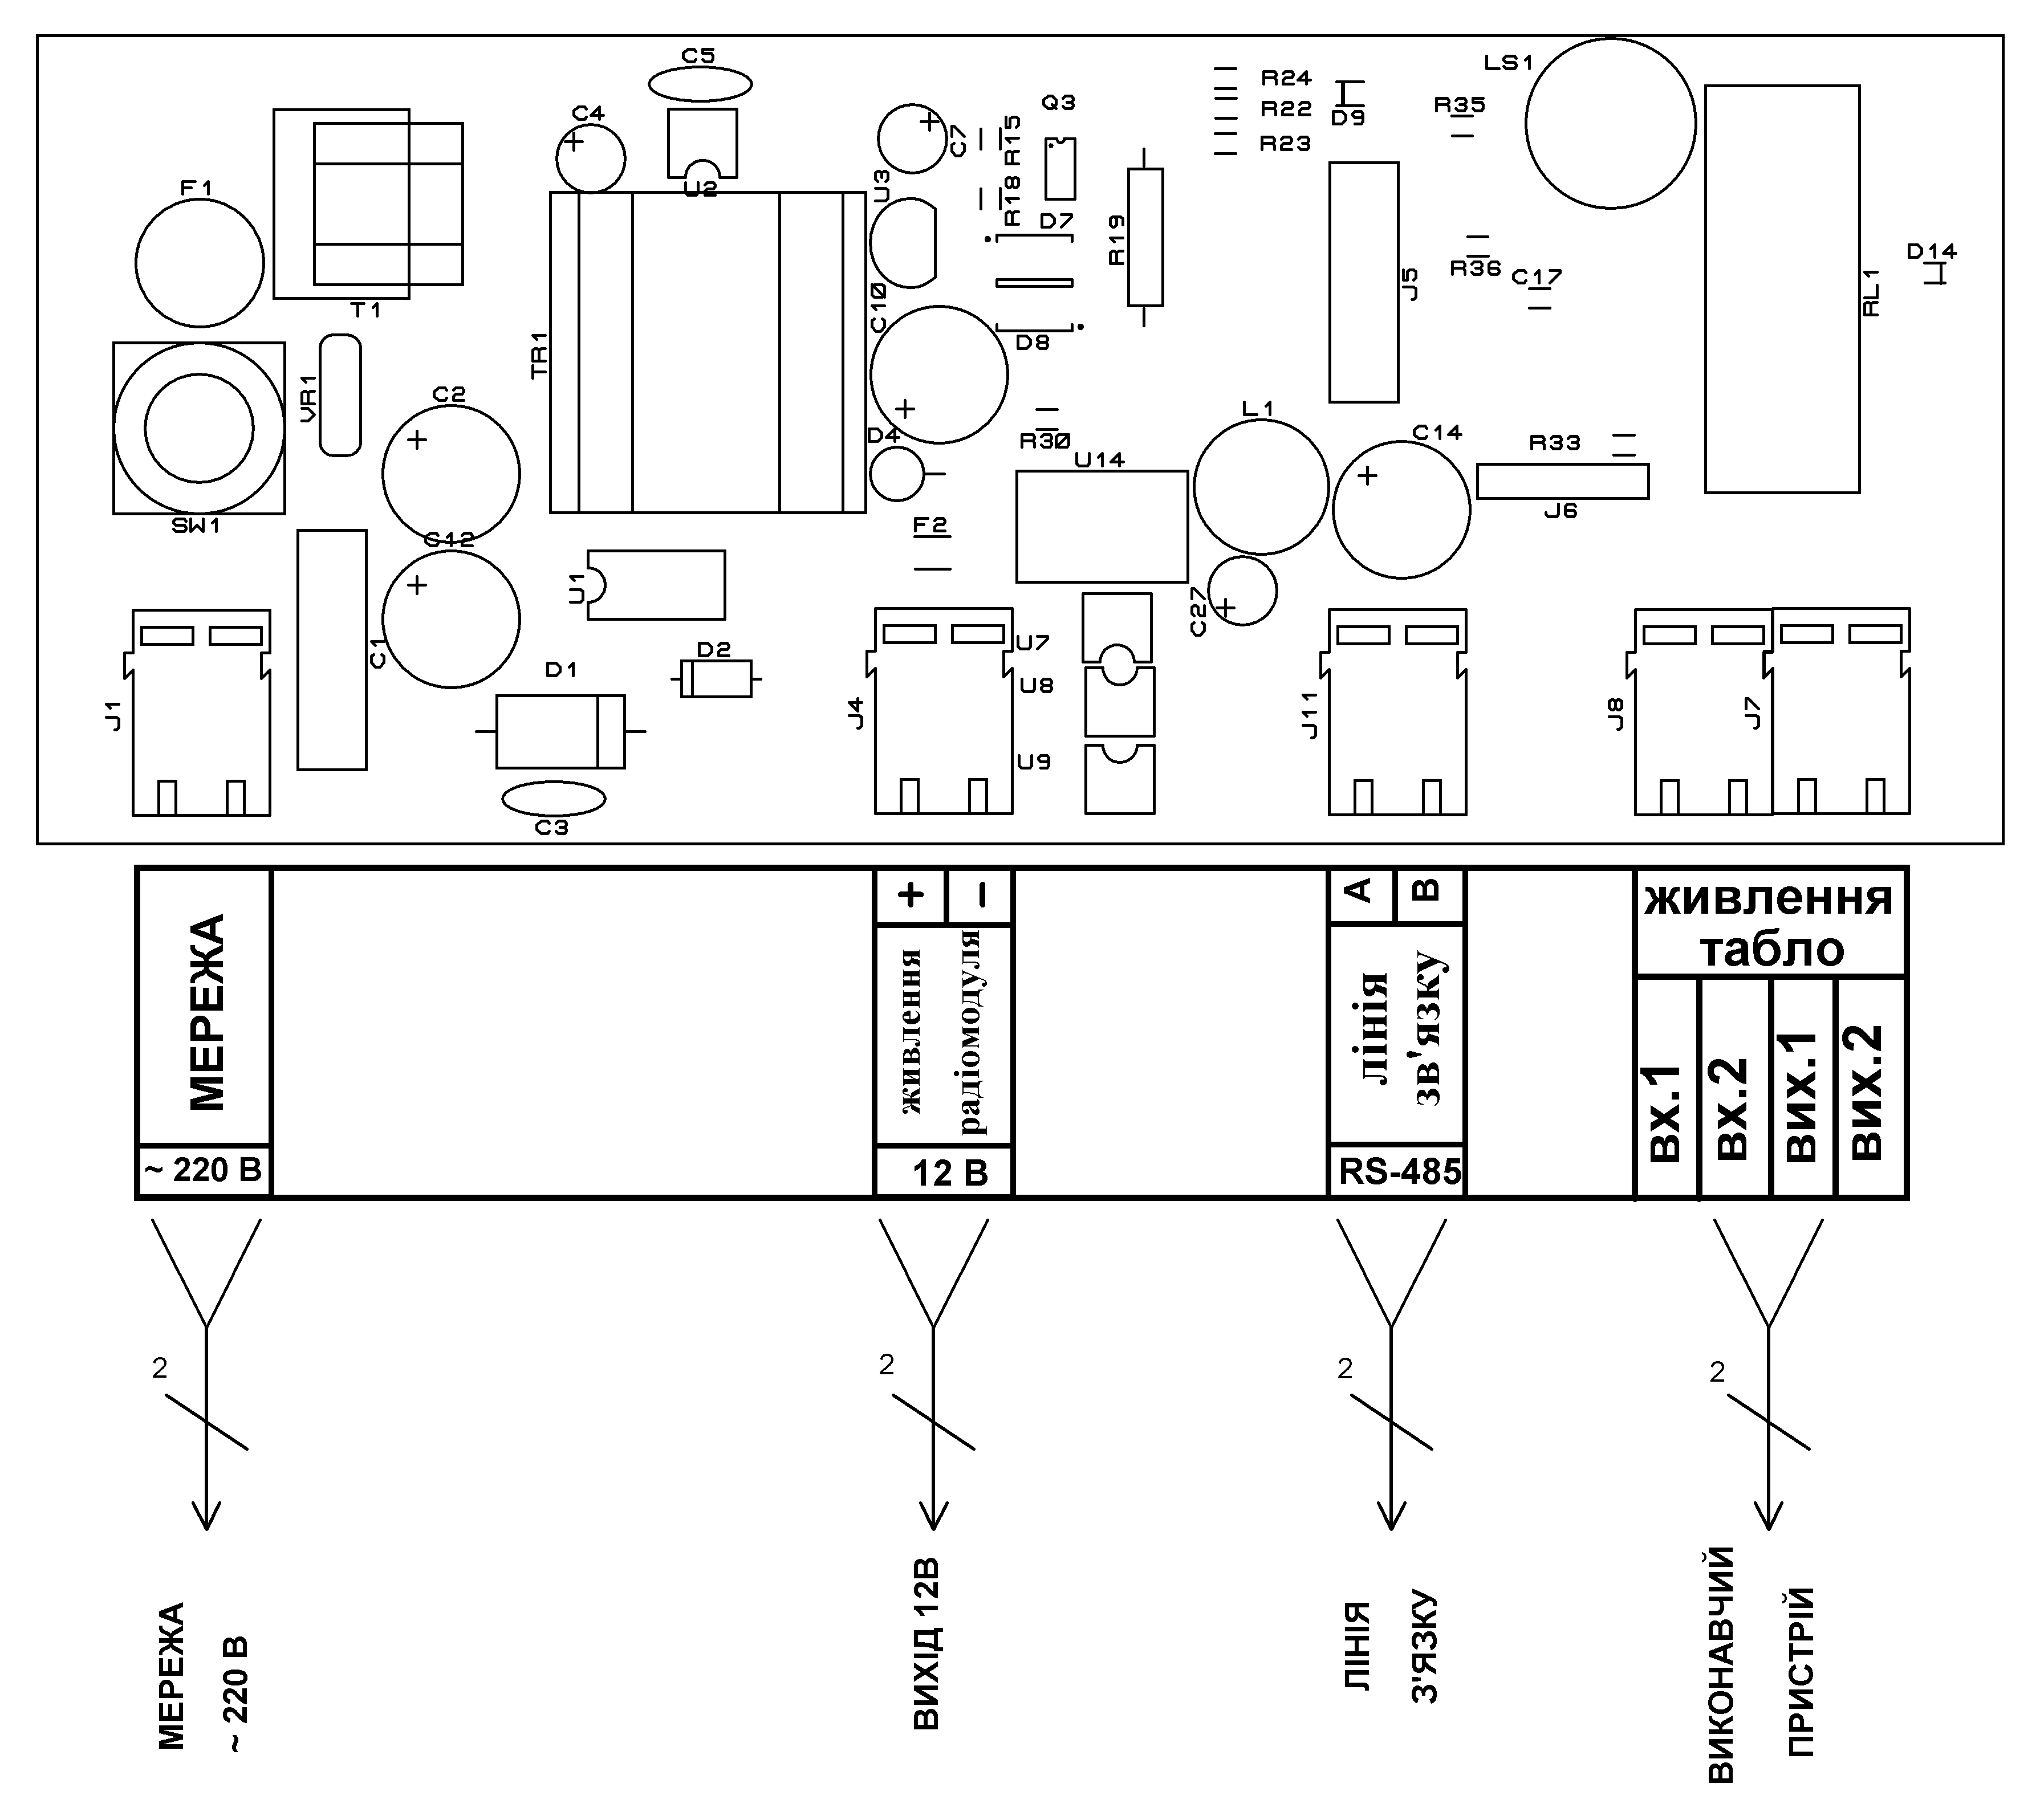 C5
LS1
R24
C4
Q3
R22
D9
R35
C7
R15
R23
F1
U2
U3
R18
D7
R19
D14
R36
C17
J5
RL1
T1
C10
D8
TR1
VR1
C2
L1
D4
R30
C14
R33
U14
SW1
F2
J6
C12
U1
C27
C1
D2
U7
D1
U8
J1
J4
J11
J8
J7
U9
C3
МЕРЕЖА
~ 220 В
+
–
живлення
радіомодуля
12 В
А
В
лінія
зв'язку
RS-485
живлення
табло
вх.1
вх.2
вих.1
вих.2
2
2
2
2
МЕРЕЖА
~ 220 В
ВИХІД 12В
ЛІНІЯ
З'ЯЗКУ
ВИКОНАВЧИЙ
ПРИСТРІЙ